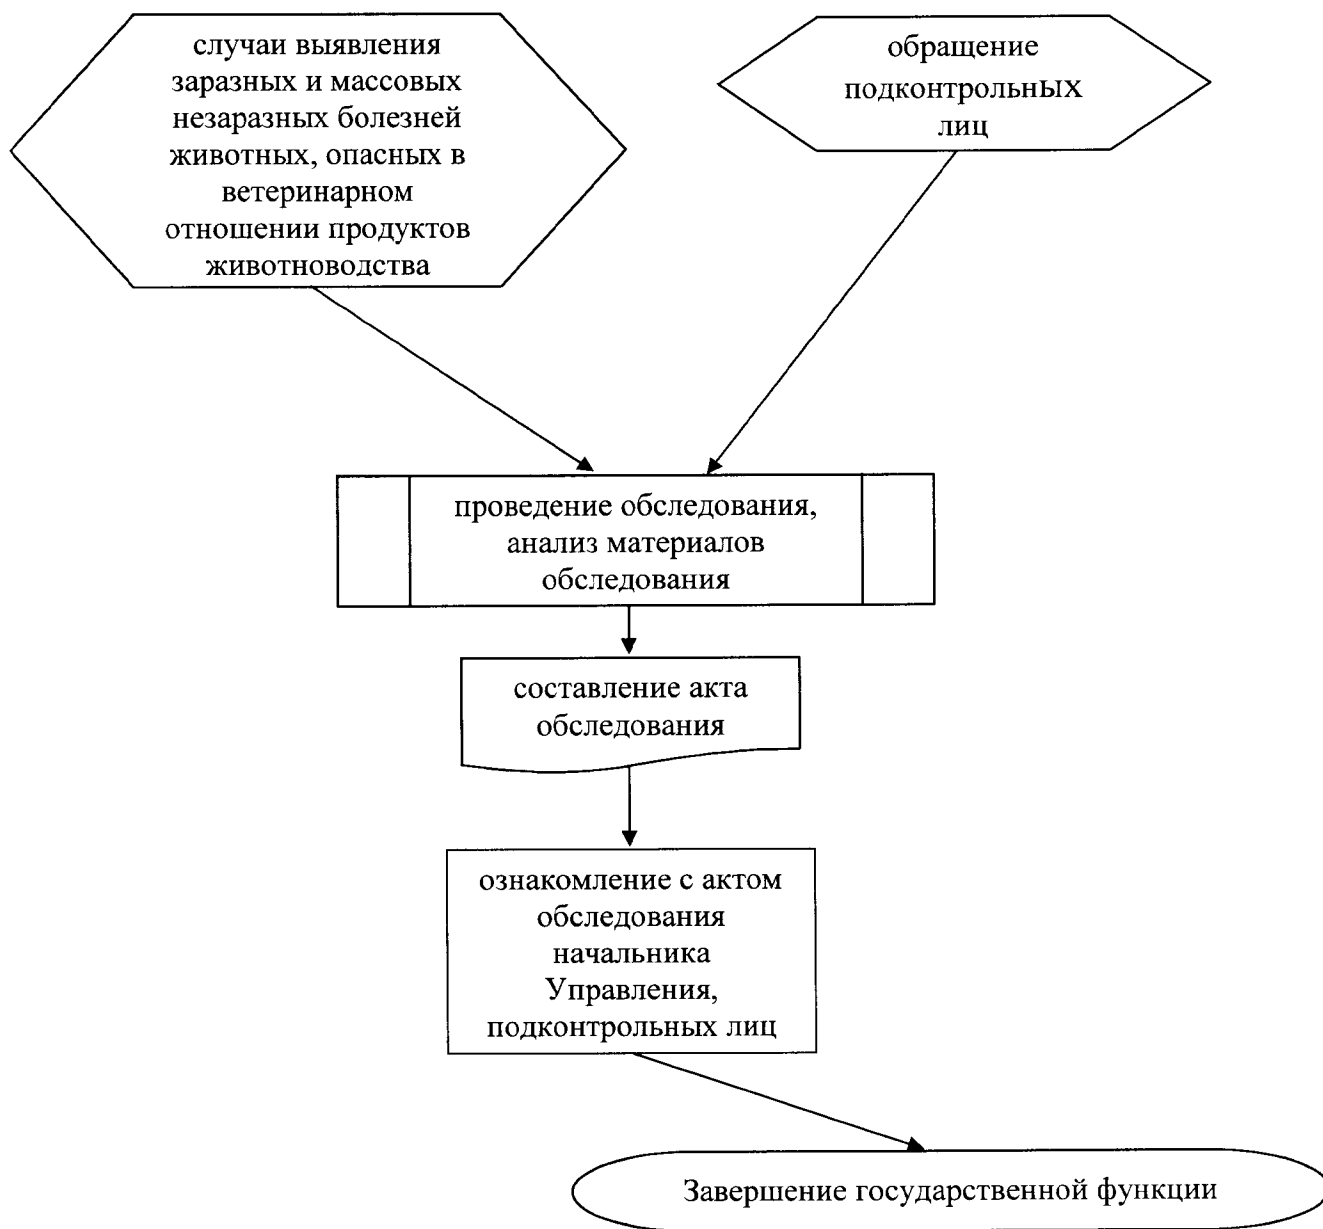 случаи выявления
заразных и массовых
незаразных болезней
животных, опасных в
ветеринарном
отношении продуктов
животноводства
обращение
подконтрольных
лиц
проведение обследования,
анализ материалов
обследования
составление акта
обследования
ознакомление с актом
обследования
начальника
Управления,
подконтрольных лиц
Завершение государственной функции